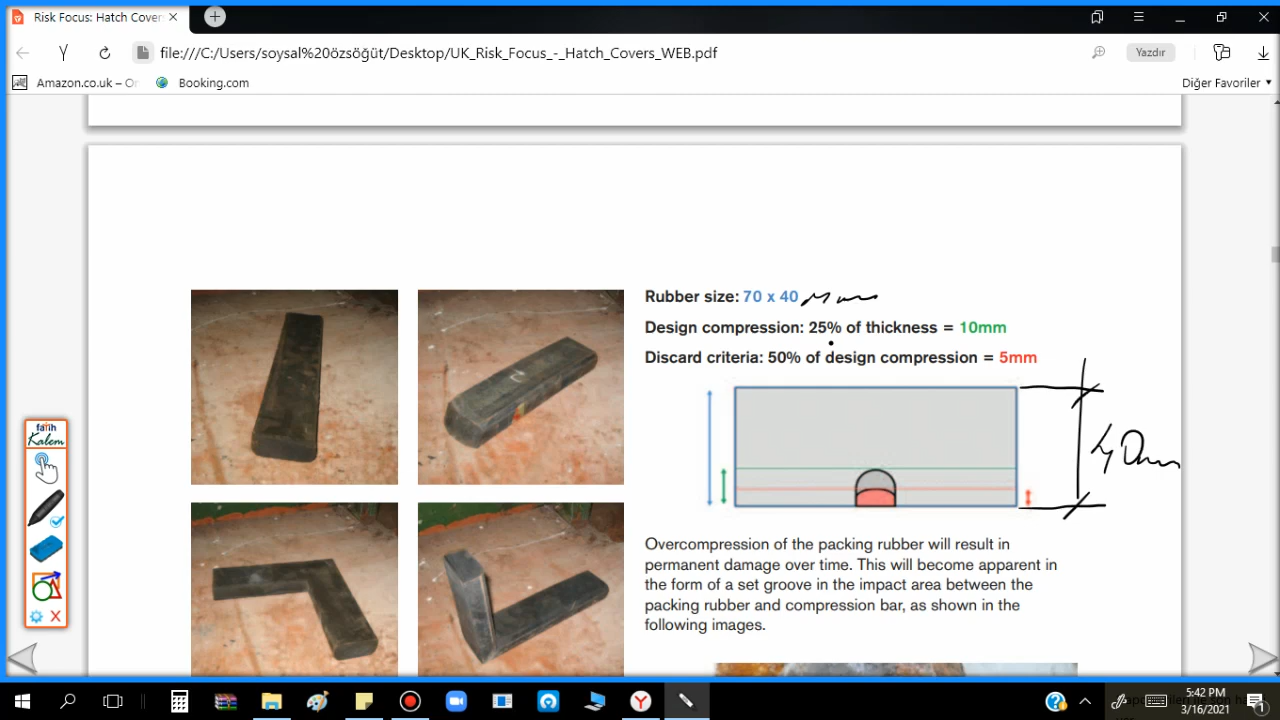 Risk Focus: Hatch Cover
file:///C:/Users/soysal%20özsöğüt/Desktop/UK_Risk_Focus_-_Hatch_Covers_WEB.pdf
Yazdır
Amazon.co.uk – O
Booking.com
Diğer Favoriler
Rubber size: 70 x 40 mm
Design compression: 25% of thickness = 10mm
Discard criteria: 50% of design compression = 5mm
40mm
fatih
Kalem
Overcompression of the packing rubber will result in
permanent damage over time. This will become apparent in
the form of a set groove in the impact area between the
packing rubber and compression bar, as shown in the
following images.
5:42 PM
3/16/2021
1